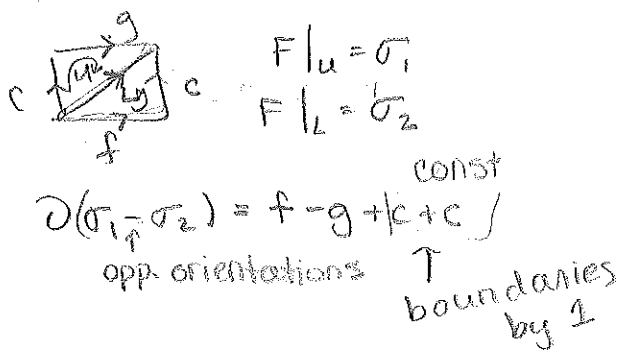 g
F|u = σ₁
c u L c
F|L = σ₂
f
const
∂(σ₁ - σ₂) = f - g + c + c
↑
opp. orientations
↑
boundaries
by 1